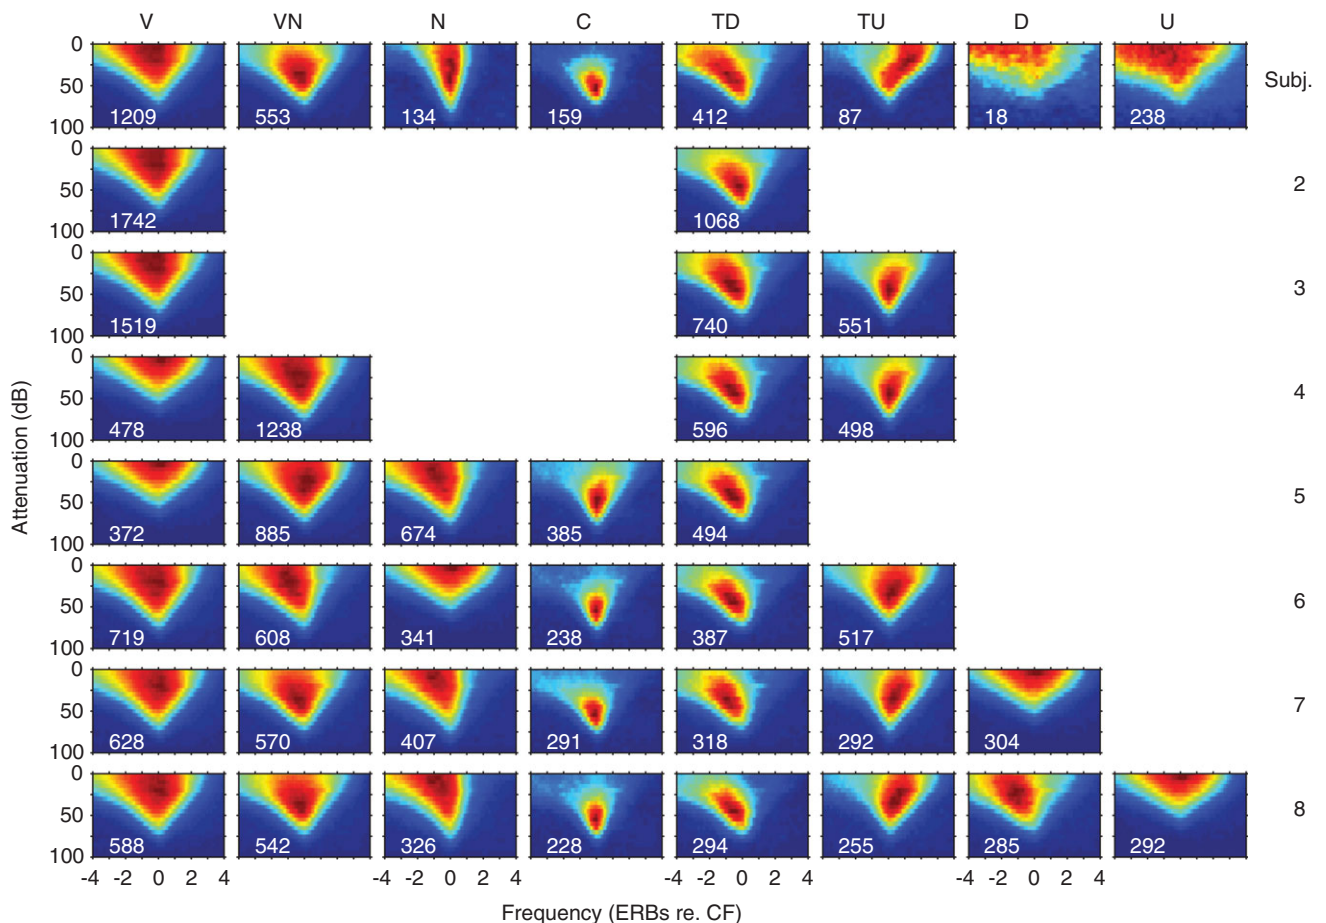 V VN N C TD TU D U
0
50
100
1209 553 134 159 412 87 18 238
Subj.
0
50
100
1742 1068
2
0
50
100
1519 740 551
3
0
50
100
478 1238 596 498
4
0
50
100
372 885 674 385 494
5
0
50
100
719 608 341 238 387 517
6
0
50
100
628 570 407 291 318 292 304
7
0
50
100
588 542 326 228 294 255 285 292
8
-4 -2 0 2 4 -4 -2 0 2 4 -4 -2 0 2 4 -4 -2 0 2 4
Attenuation (dB)
Frequency (ERBs re. CF)